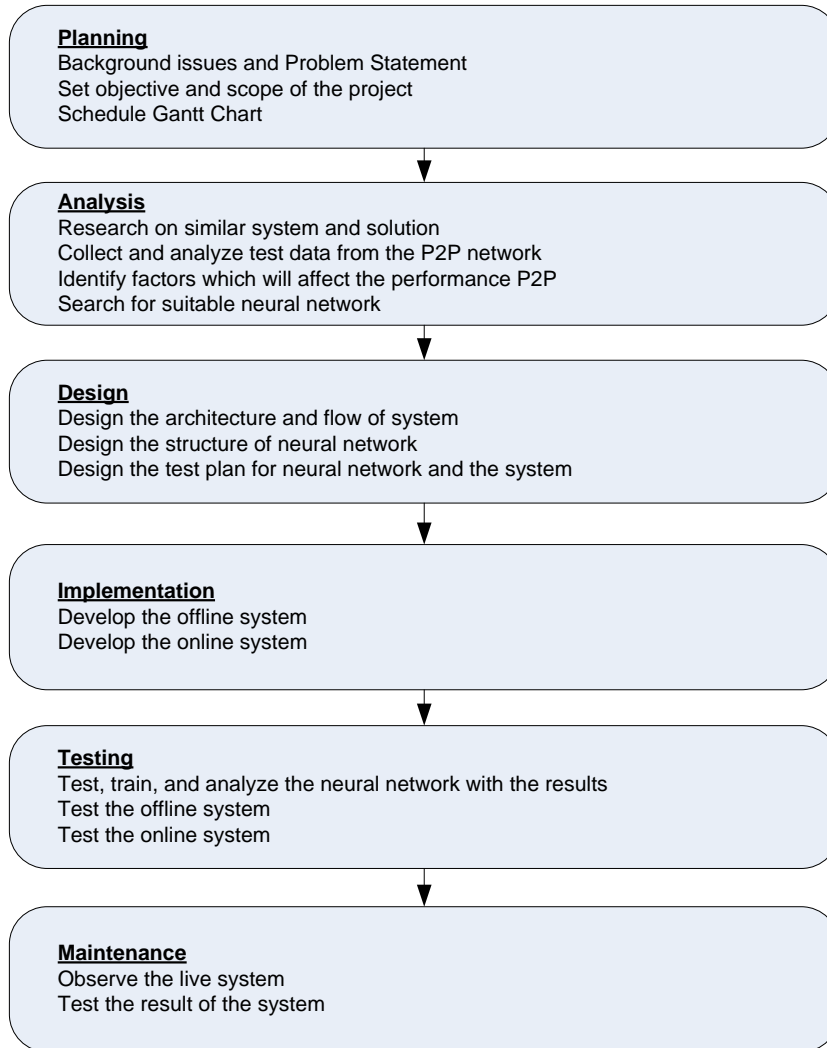 Planning
Background issues and Problem Statement
Set objective and scope of the project
Schedule Gantt Chart
Analysis
Research on similar system and solution
Collect and analyze test data from the P2P network
Identify factors which will affect the performance P2P
Search for suitable neural network
Design
Design the architecture and flow of system
Design the structure of neural network
Design the test plan for neural network and the system
Implementation
Develop the offline system
Develop the online system
Testing
Test, train, and analyze the neural network with the results
Test the offline system
Test the online system
Maintenance
Observe the live system
Test the result of the system